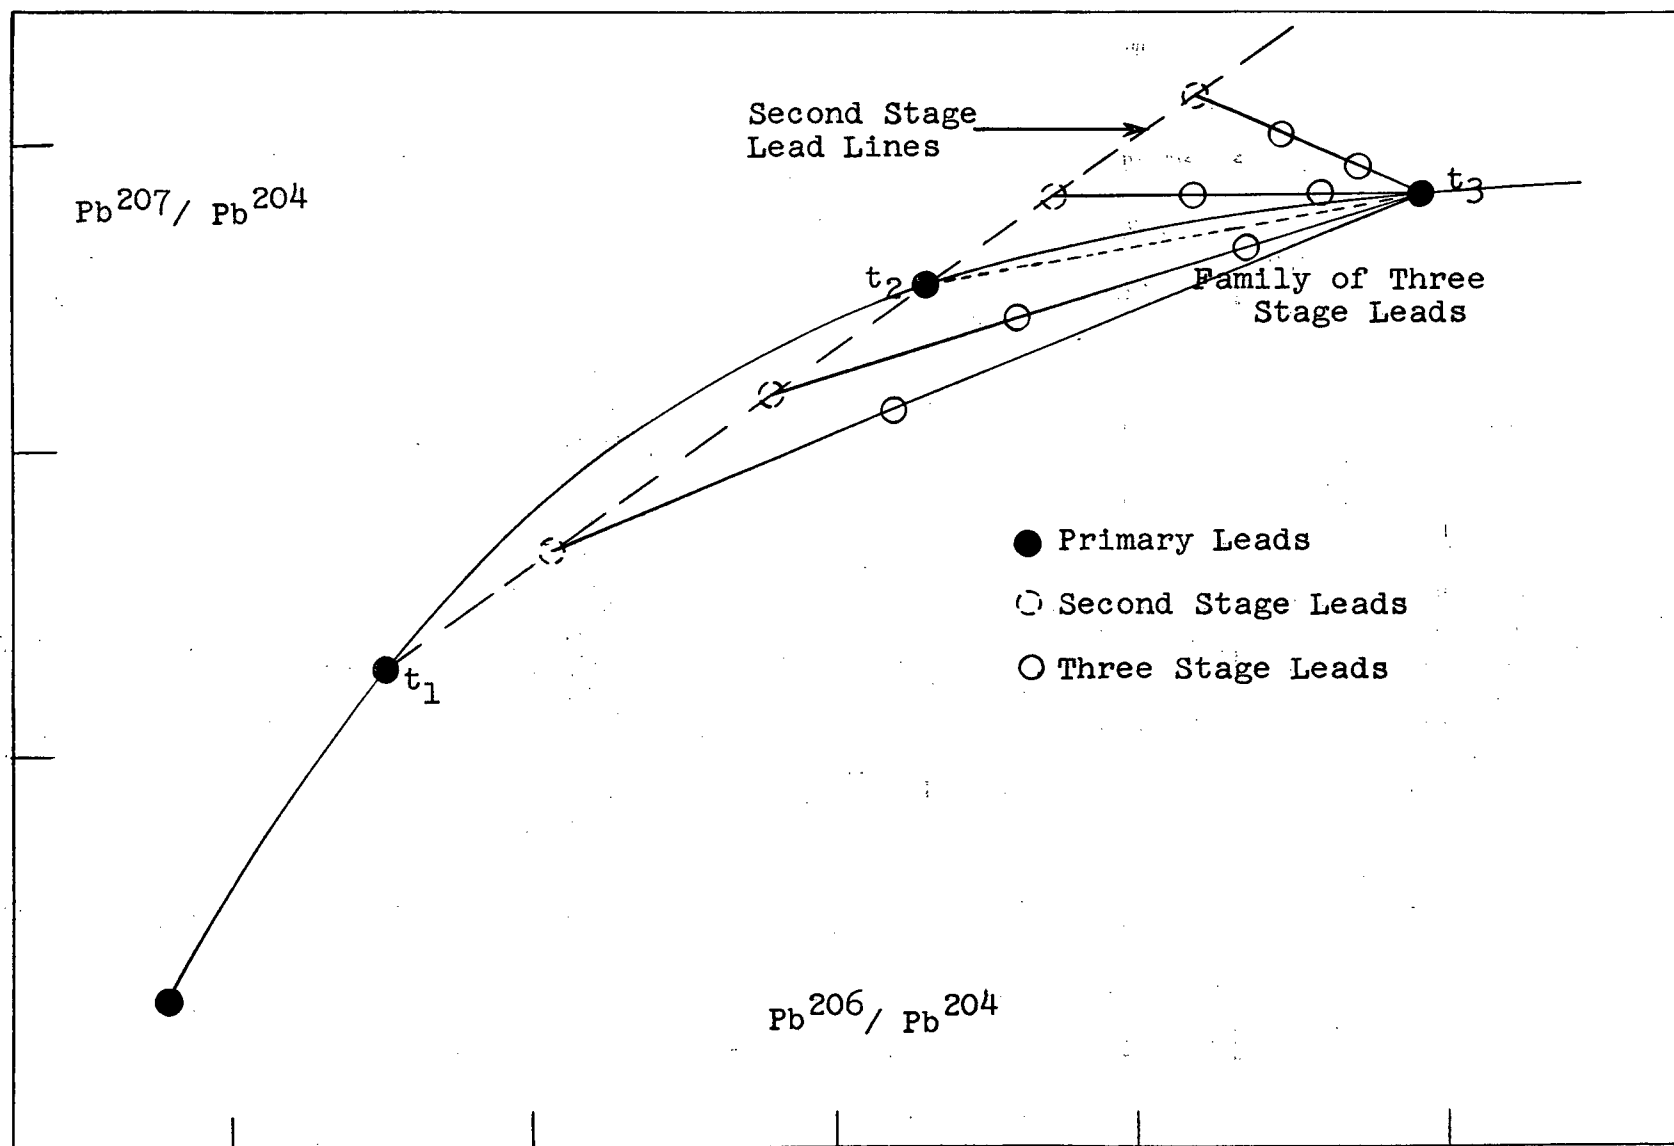 Second Stage
Lead Lines
Pb207/ Pb204
t3
t2
Family of Three
Stage Leads
Primary Leads
Second Stage Leads
Three Stage Leads
t1
Pb206/ Pb204